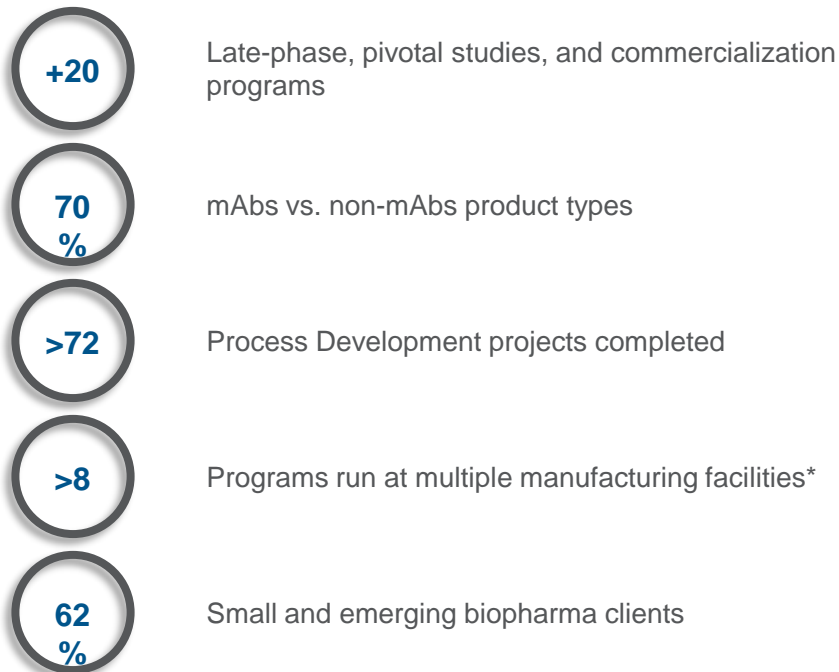 +20
Late-phase, pivotal studies, and commercialization
programs
70
%
mAbs vs. non-mAbs product types
>72
Process Development projects completed
>8
Programs run at multiple manufacturing facilities*
62
%
Small and emerging biopharma clients